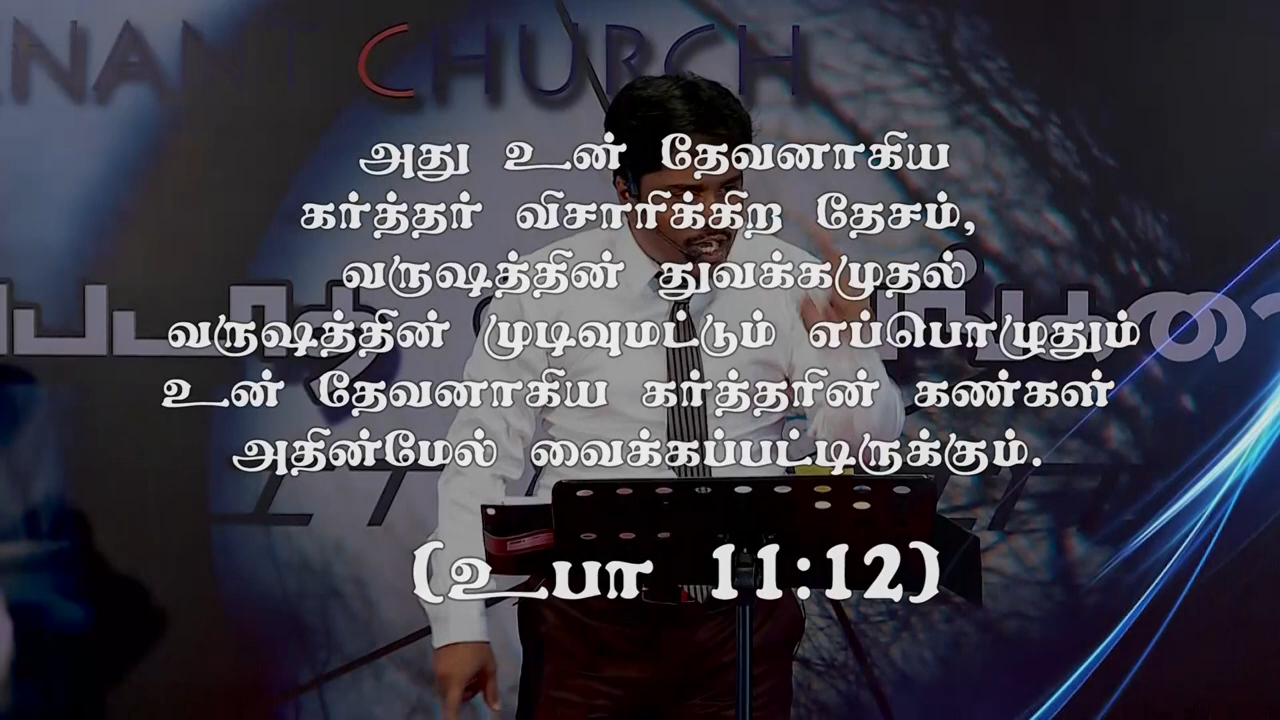 CHURCH
அது உன் தேவனாகிய
கர்த்தர் விசாரிக்கிற தேசம்,
வருஷத்தின் துவக்கமுதல்
வருஷத்தின் முடிவுமட்டும் எப்பொழுதும்
உன் தேவனாகிய கர்த்தரின் கண்கள்
அதின்மேல் வைக்கப்பட்டிருக்கும்.
(உபா 11:12)